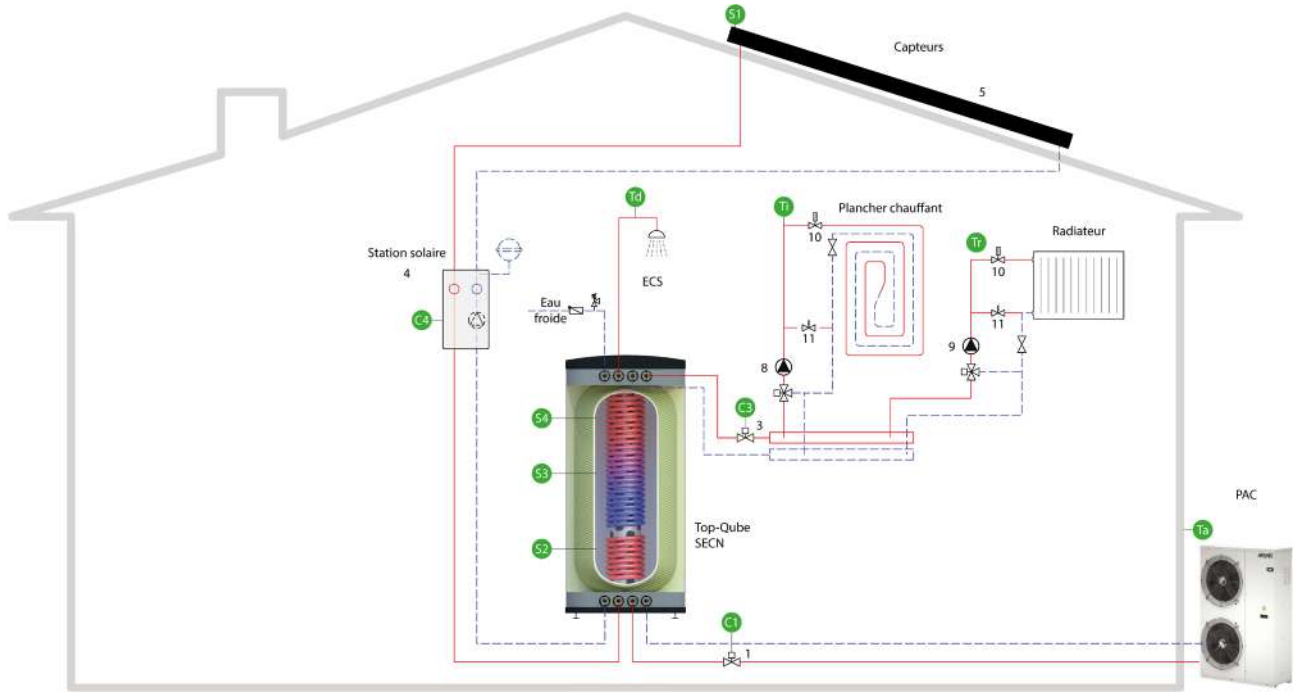 S1
Capteurs
5
Td
Ti
Plancher chauffant
10
Tr
Radiateur
10
Station solaire
4
ECS
C4
Eau
froide
11
11
8
9
C3
3
S4
S3
S2
Top-Qube
SECN
PAC
Ta
C1
1